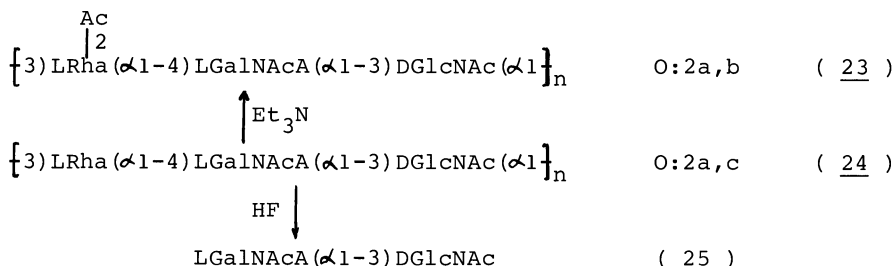 Ac
2
⁅3)LRha(α1-4)LGalNAcA(α1-3)DGlcNAc(α1⁆n O:2a,b ( 23 )
Et3N
⁅3)LRha(α1-4)LGalNAcA(α1-3)DGlcNAc(α1⁆n O:2a,c ( 24 )
HF
LGalNAcA(α1-3)DGlcNAc ( 25 )